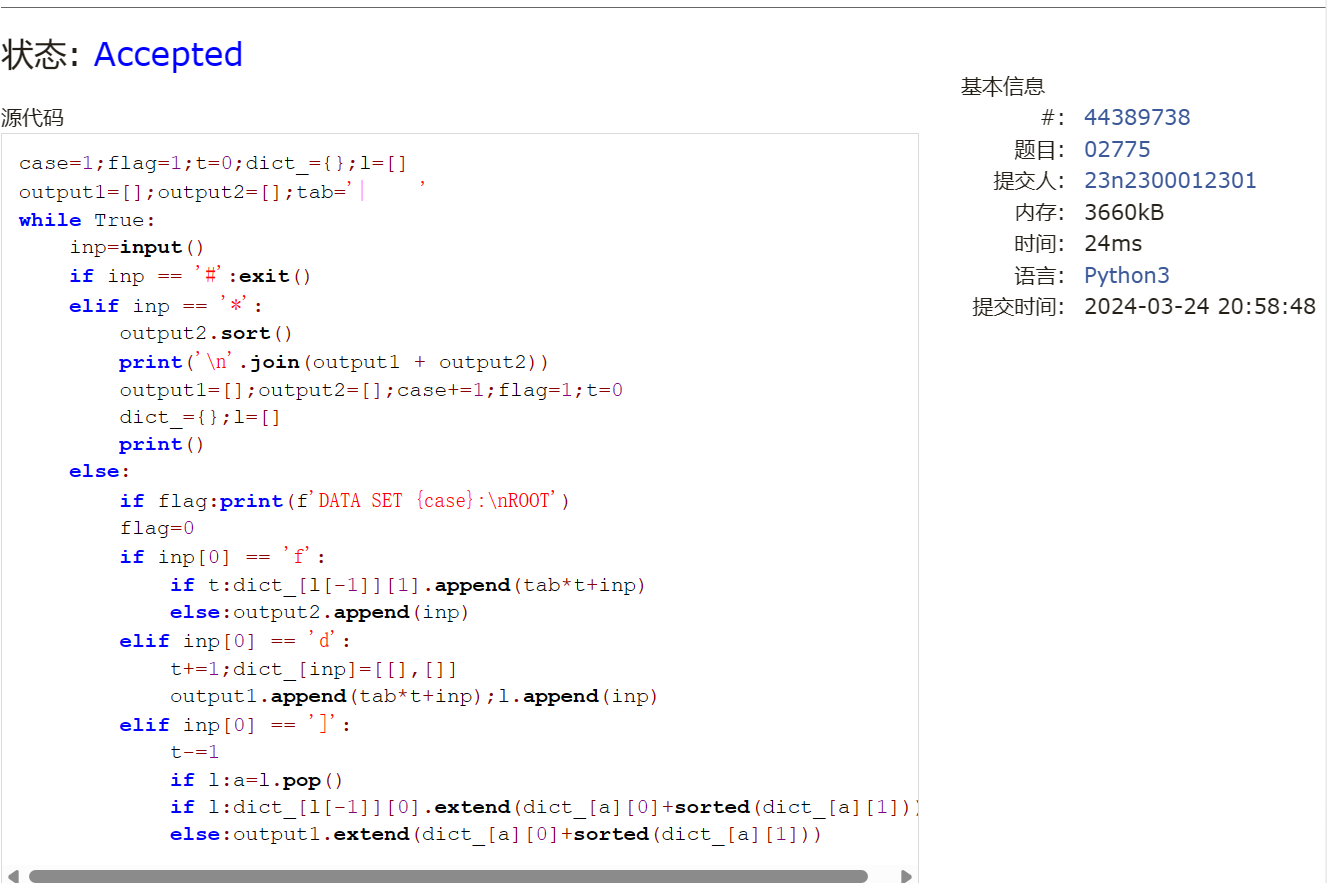 状态: Accepted
源代码
case=1;flag=1;t=0;dict_={};l=[]
output1=[];output2=[];tab='|     '
while True:
    inp=input()
    if inp == '#':exit()
    elif inp == '*':
        output2.sort()
        print('\n'.join(output1 + output2))
        output1=[];output2=[];case+=1;flag=1;t=0
        dict_={};l=[]
        print()
    else:
        if flag:print(f'DATA SET {case}:\nROOT')
        flag=0
        if inp[0] == 'f':
            if t:dict_[l[-1]][1].append(tab*t+inp)
            else:output2.append(inp)
        elif inp[0] == 'd':
            t+=1;dict_[inp]=[[],[]]
            output1.append(tab*t+inp);l.append(inp)
        elif inp[0] == ']':
            t-=1
            if l:a=l.pop()
            if l:dict_[l[-1]][0].extend(dict_[a][0]+sorted(dict_[a][1]))
            else:output1.extend(dict_[a][0]+sorted(dict_[a][1]))
基本信息
#: 44389738
题目: 02775
提交人: 23n2300012301
内存: 3660kB
时间: 24ms
语言: Python3
提交时间: 2024-03-24 20:58:48